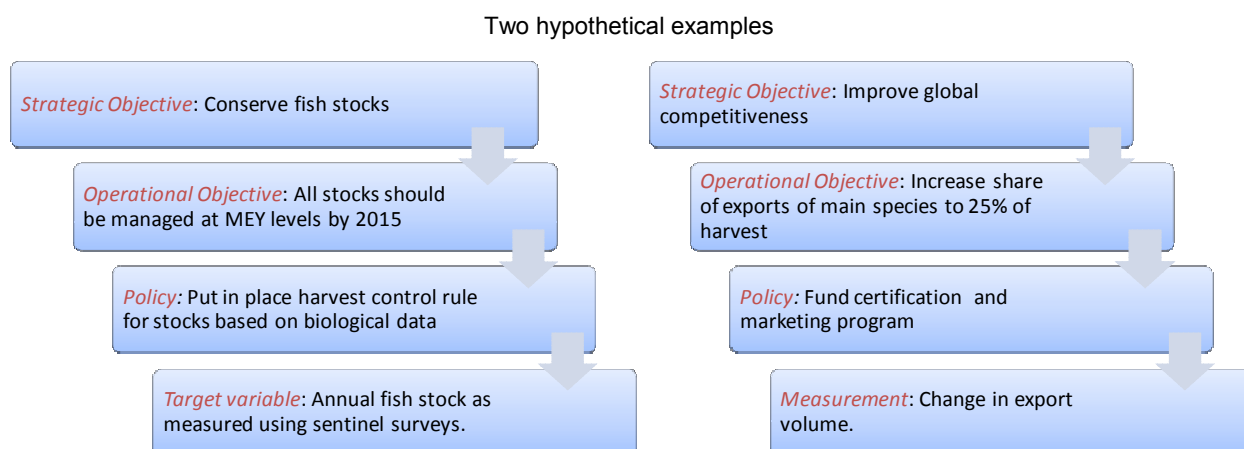 Two hypothetical examples
Strategic Objective: Conserve fish stocks
Operational Objective: All stocks should
be managed at MEY levels by 2015
Policy: Put in place harvest control rule
for stocks based on biological data
Target variable: Annual fish stock as
measured using sentinel surveys.
Strategic Objective: Improve global
competitiveness
Operational Objective: Increase share
of exports of main species to 25% of
harvest
Policy: Fund certification and
marketing program
Measurement: Change in export
volume.